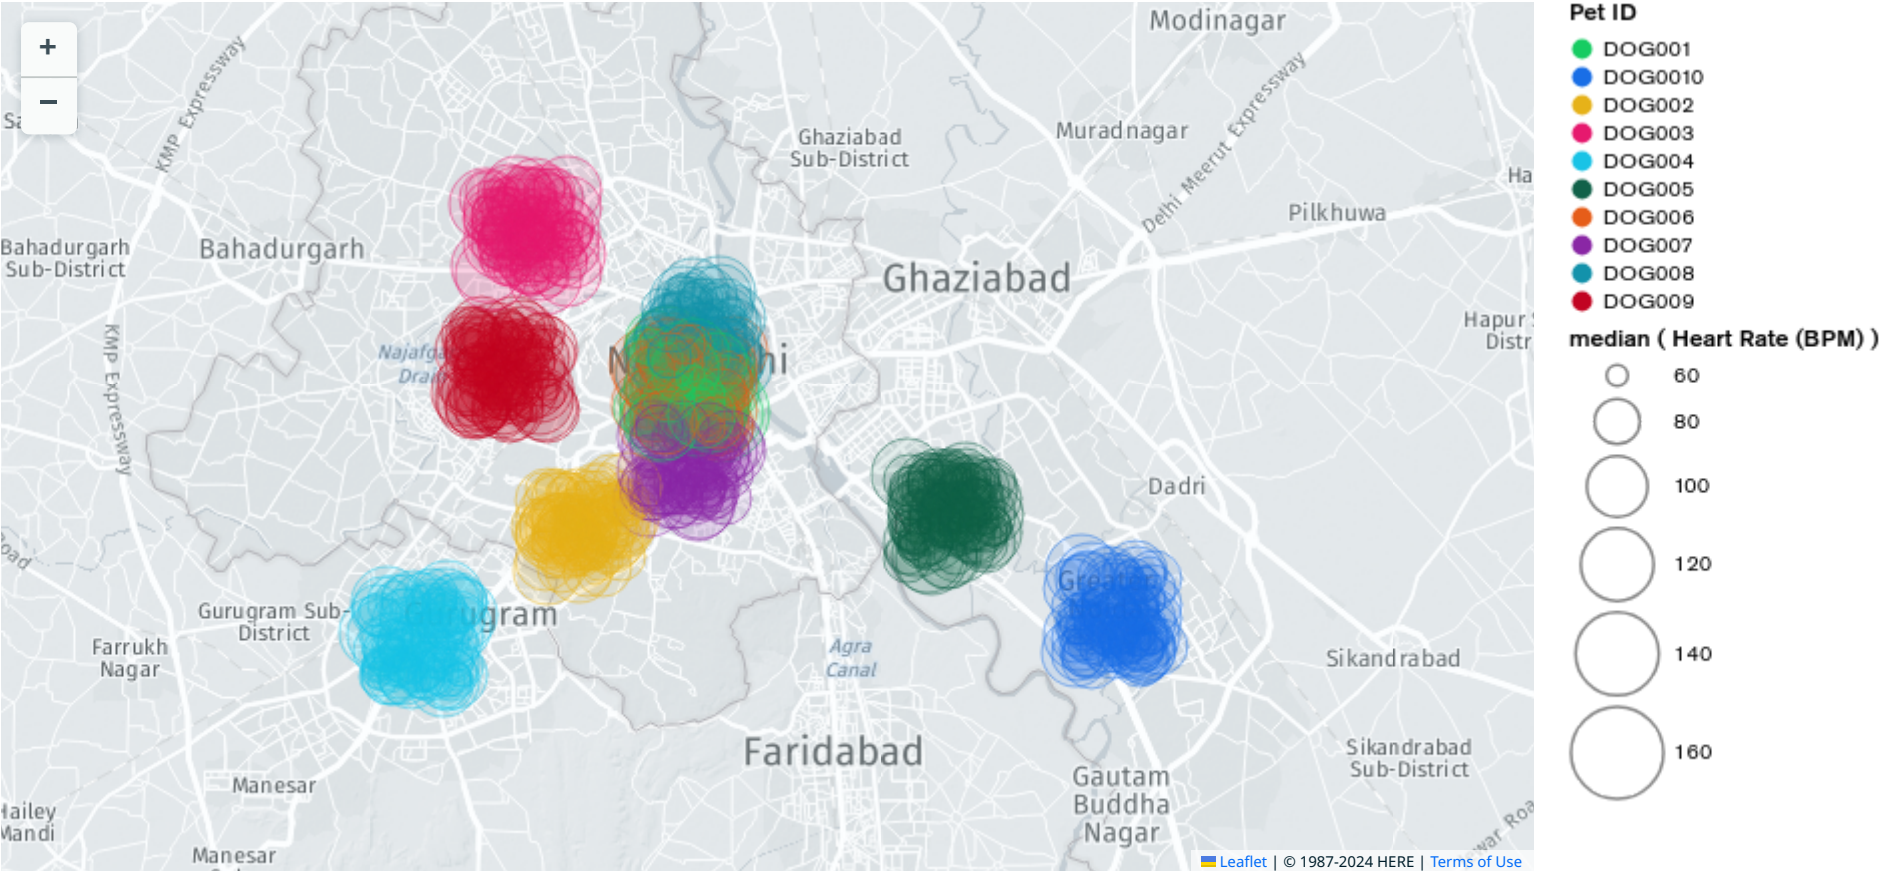 +
−
Modinagar
KMP Expressway
Delhi Meerut Expressway
Muradnagar
Ghaziabad
Sub-District
Pilkhuwa
Bahadurgarh
Sub-District
Bahadurgarh
Ghaziabad
Hapur
Distr
KMP Expressway
Dadri
Gurugram Sub-
District
Gurugram
Farrukh
Nagar
Agra
Canal
Sikandrabad
Faridabad
Sikandrabad
Sub-District
Manesar
Gautam
Buddha
Nagar
Hailey
Mandi
Manesar
Leaflet | © 1987-2024 HERE | Terms of Use
Pet ID
DOG001
DOG0010
DOG002
DOG003
DOG004
DOG005
DOG006
DOG007
DOG008
DOG009
median ( Heart Rate (BPM) )
60
80
100
120
140
160